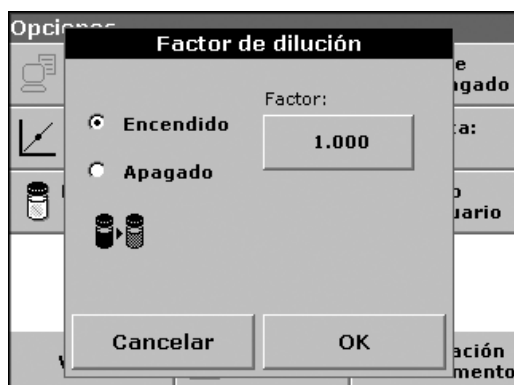 Factor de dilución
Encendido
Apagado
Factor:
1.000
Cancelar
OK